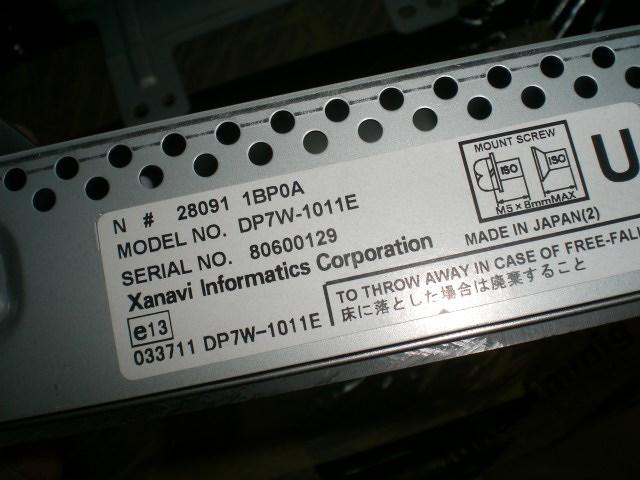 N # 28091 1BP0A
MODEL NO. DP7W-1011E
SERIAL NO. 80600129
Xanavi Informatics Corporation
e13
033711 DP7W-1011E
MOUNT SCREW
ISO ISO
M5×8mmMAX
MADE IN JAPAN(2)
U
TO THROW AWAY IN CASE OF FREE-FALL
床に落とした場合は廃棄すること